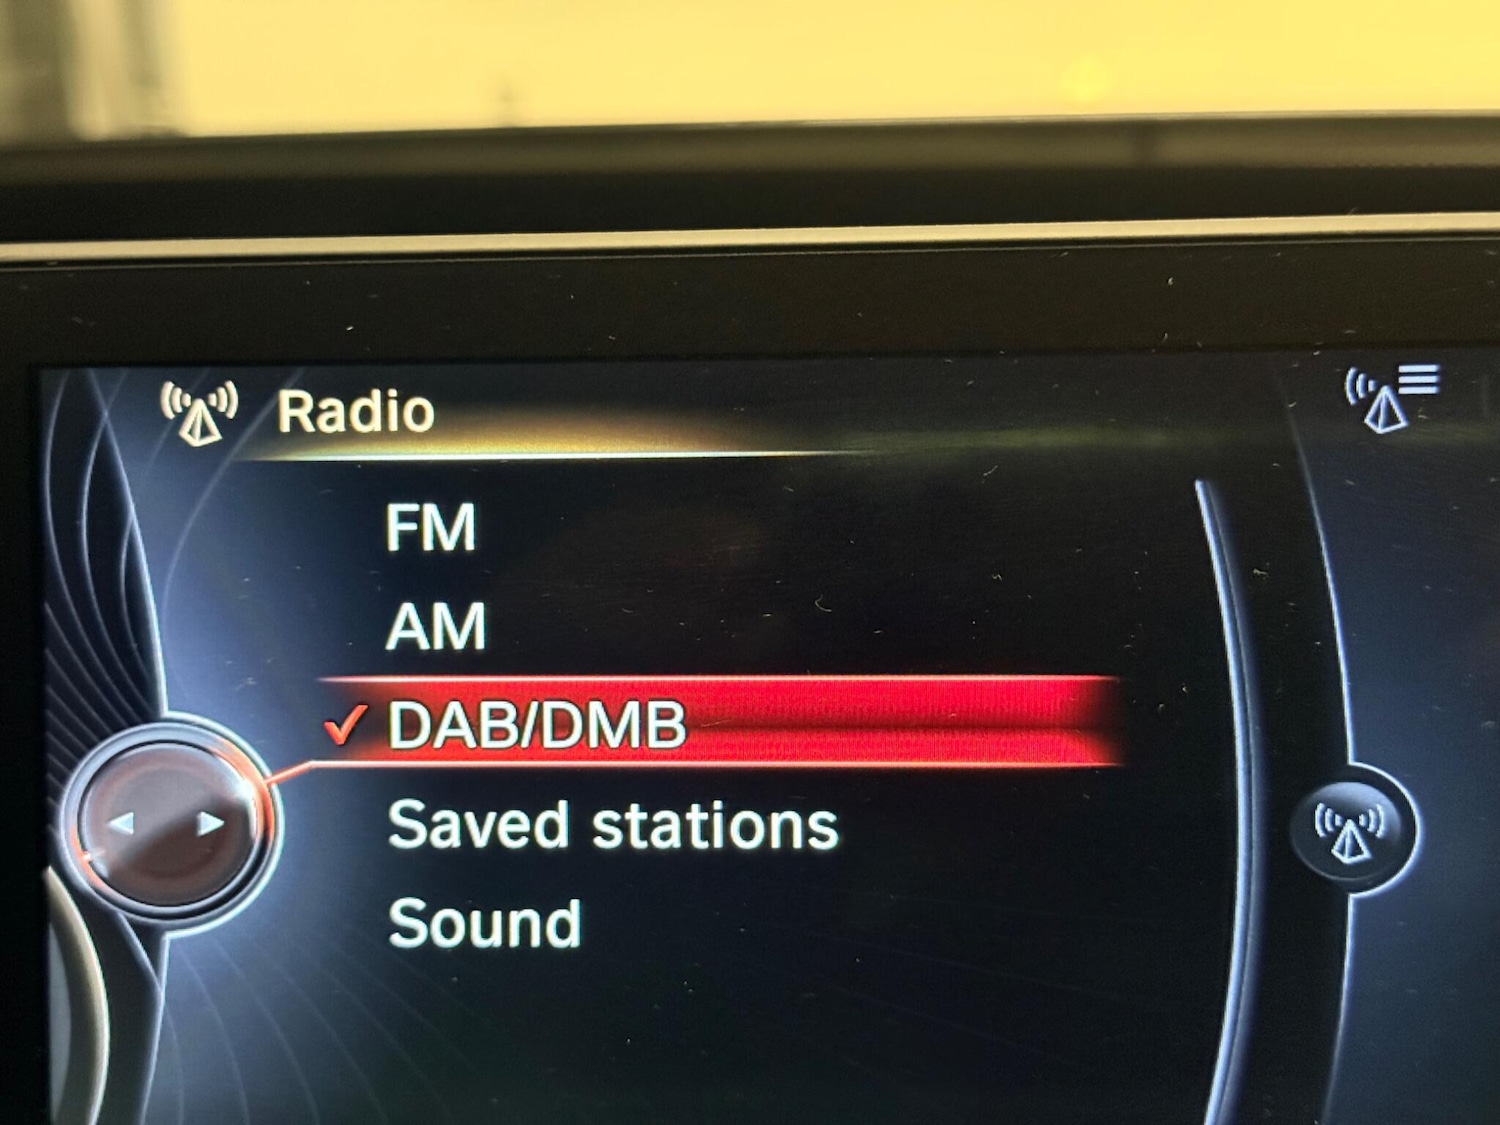 Radio
FM
AM
DAB/DMB
Saved stations
Sound